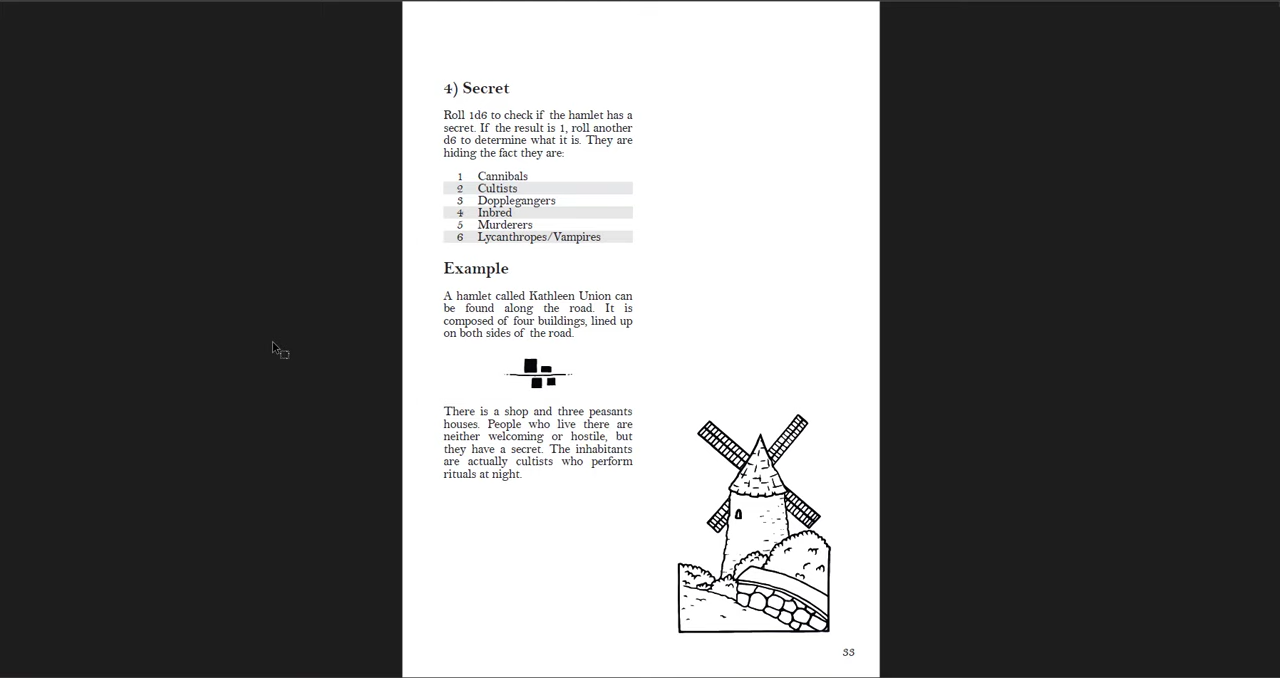 4) Secret
Roll 1d6 to check if the hamlet has a
secret. If the result is 1, roll another
d6 to determine what it is. They are
hiding the fact they are:
1 Cannibals
2 Cultists
3 Dopplegangers
4 Inbred
5 Murderers
6 Lycanthropes/Vampires
Example
A hamlet called Kathleen Union can
be found along the road. It is
composed of four buildings, lined up
on both sides of the road.
There is a shop and three peasants
houses. People who live there are
neither welcoming or hostile, but
they have a secret. The inhabitants
are actually cultists who perform
rituals at night.
33